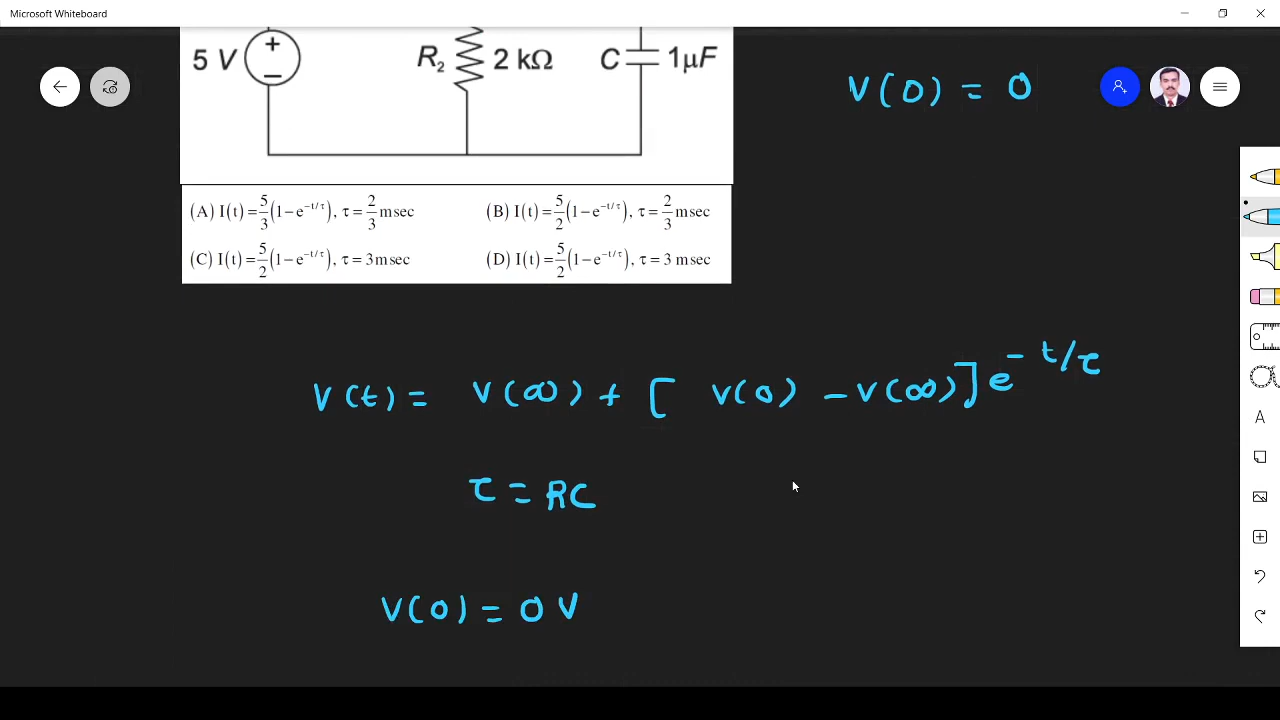 Microsoft Whiteboard
5 V + − R₂ 2 kΩ C 1μF
V(0) = 0
(A) I(t) = 5/3 (1 − e^−t/τ), τ = 2/3 msec
(B) I(t) = 5/2 (1 − e^−t/τ), τ = 2/3 msec
(C) I(t) = 5/2 (1 − e^−t/τ), τ = 3 msec
(D) I(t) = 5/2 (1 − e^−t/τ), τ = 3 msec
V(t) = V(∞) + [V(0) − V(∞)] e^−t/τ
τ = RC
V(0) = 0 V
A